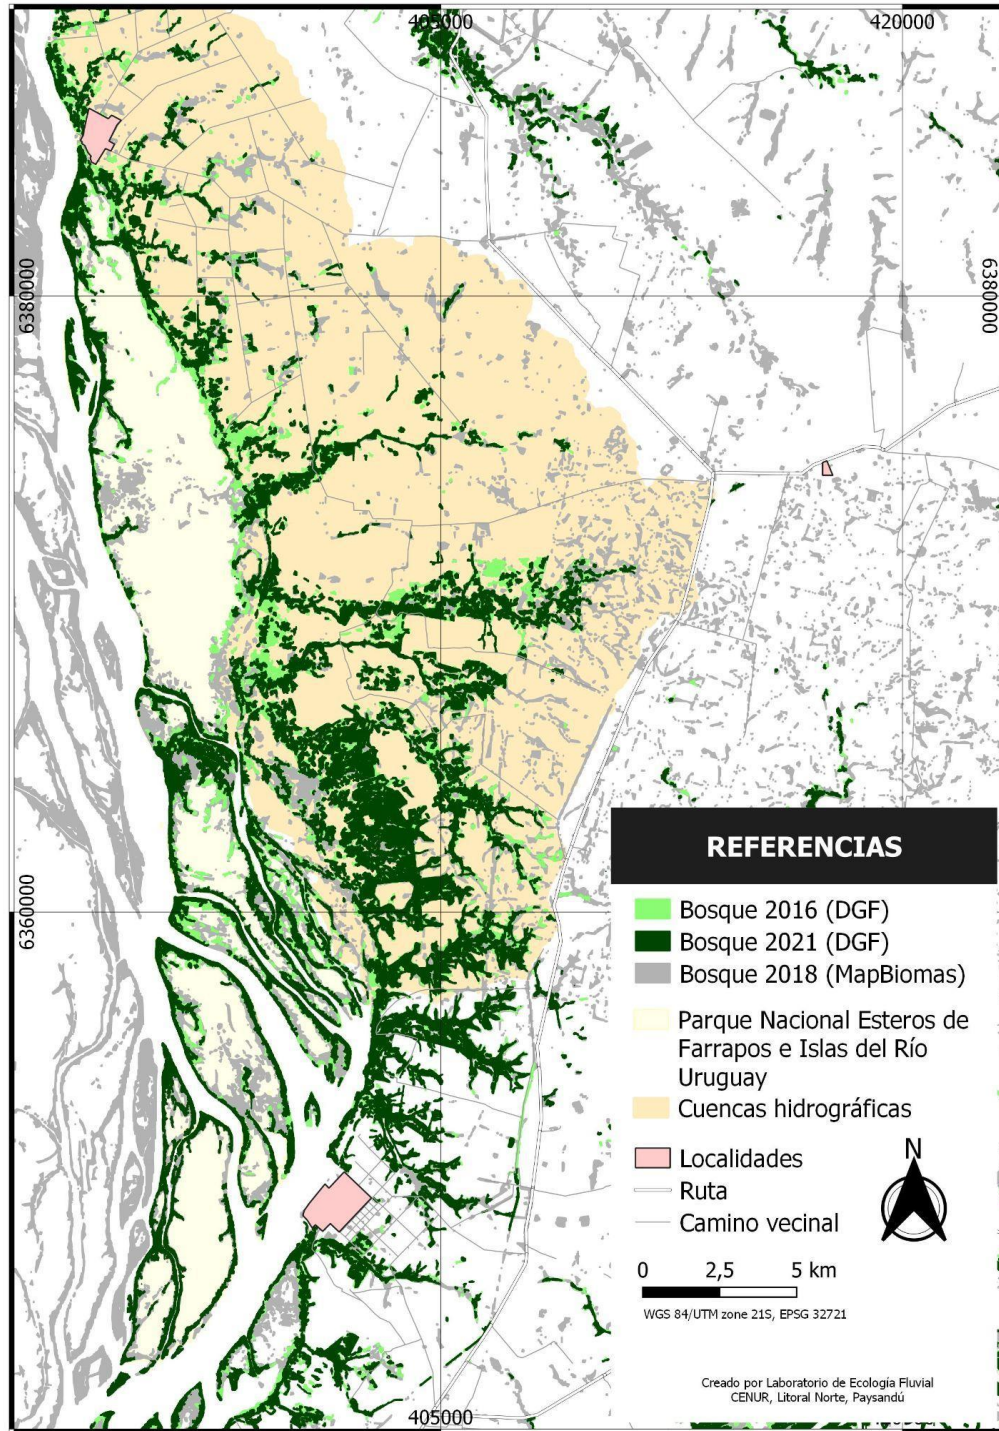 405000
420000
6380000
6380000
6360000
REFERENCIAS
Bosque 2016 (DGF)
Bosque 2021 (DGF)
Bosque 2018 (MapBiomas)
Parque Nacional Esteros de
Farrapos e Islas del Río
Uruguay
Cuencas hidrográficas
Localidades
Ruta
Camino vecinal
N
0 2,5 5 km
WGS 84/UTM zone 21S, EPSG 32721
Creado por Laboratorio de Ecología Fluvial
CENUR, Litoral Norte, Paysandú
405000